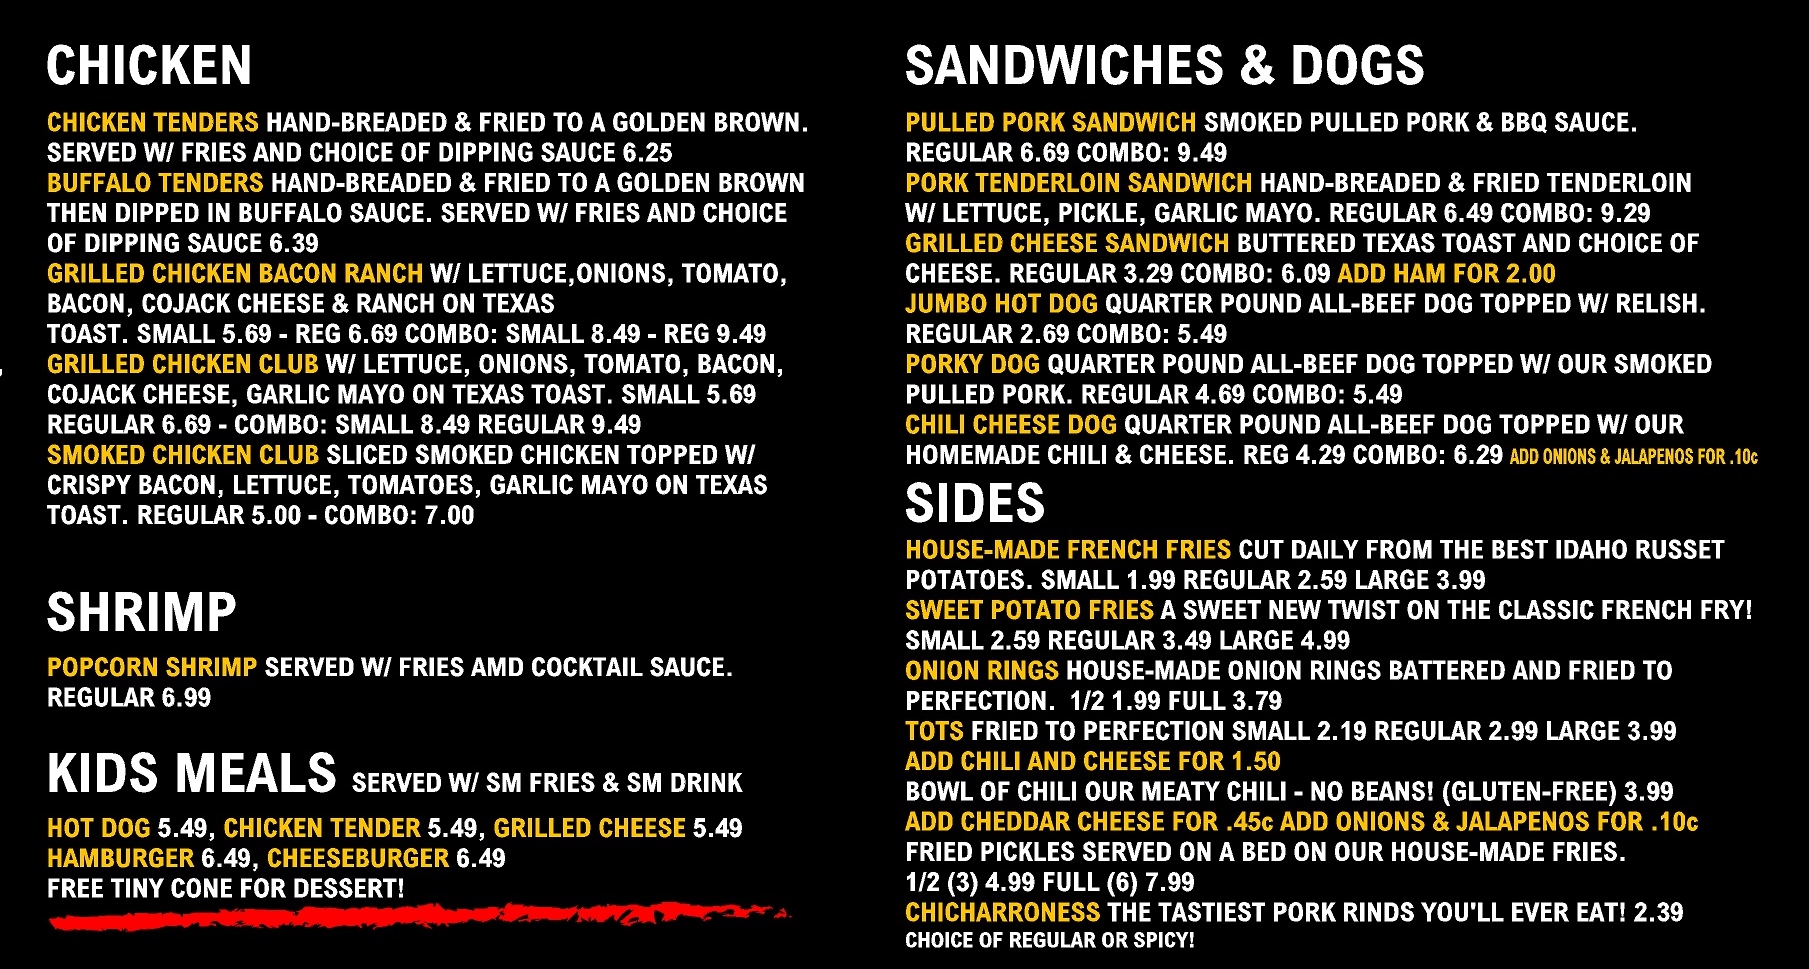 CHICKEN
CHICKEN TENDERS HAND-BREADED & FRIED TO A GOLDEN BROWN.
SERVED W/ FRIES AND CHOICE OF DIPPING SAUCE 6.25
BUFFALO TENDERS HAND-BREADED & FRIED TO A GOLDEN BROWN
THEN DIPPED IN BUFFALO SAUCE. SERVED W/ FRIES AND CHOICE
OF DIPPING SAUCE 6.39
GRILLED CHICKEN BACON RANCH W/ LETTUCE,ONIONS, TOMATO,
BACON, COJACK CHEESE & RANCH ON TEXAS
TOAST. SMALL 5.69 - REG 6.69 COMBO: SMALL 8.49 - REG 9.49
GRILLED CHICKEN CLUB W/ LETTUCE, ONIONS, TOMATO, BACON,
COJACK CHEESE, GARLIC MAYO ON TEXAS TOAST. SMALL 5.69
REGULAR 6.69 - COMBO: SMALL 8.49 REGULAR 9.49
SMOKED CHICKEN CLUB SLICED SMOKED CHICKEN TOPPED W/
CRISPY BACON, LETTUCE, TOMATOES, GARLIC MAYO ON TEXAS
TOAST. REGULAR 5.00 - COMBO: 7.00
SHRIMP
POPCORN SHRIMP SERVED W/ FRIES AMD COCKTAIL SAUCE.
REGULAR 6.99
KIDS MEALS SERVED W/ SM FRIES & SM DRINK
HOT DOG 5.49, CHICKEN TENDER 5.49, GRILLED CHEESE 5.49
HAMBURGER 6.49, CHEESEBURGER 6.49
FREE TINY CONE FOR DESSERT!
SANDWICHES & DOGS
PULLED PORK SANDWICH SMOKED PULLED PORK & BBQ SAUCE.
REGULAR 6.69 COMBO: 9.49
PORK TENDERLOIN SANDWICH HAND-BREADED & FRIED TENDERLOIN
W/ LETTUCE, PICKLE, GARLIC MAYO. REGULAR 6.49 COMBO: 9.29
GRILLED CHEESE SANDWICH BUTTERED TEXAS TOAST AND CHOICE OF
CHEESE. REGULAR 3.29 COMBO: 6.09 ADD HAM FOR 2.00
JUMBO HOT DOG QUARTER POUND ALL-BEEF DOG TOPPED W/ RELISH.
REGULAR 2.69 COMBO: 5.49
PORKY DOG QUARTER POUND ALL-BEEF DOG TOPPED W/ OUR SMOKED
PULLED PORK. REGULAR 4.69 COMBO: 5.49
CHILI CHEESE DOG QUARTER POUND ALL-BEEF DOG TOPPED W/ OUR
HOMEMADE CHILI & CHEESE. REG 4.29 COMBO: 6.29 ADD ONIONS & JALAPENOS FOR .10c
SIDES
HOUSE-MADE FRENCH FRIES CUT DAILY FROM THE BEST IDAHO RUSSET
POTATOES. SMALL 1.99 REGULAR 2.59 LARGE 3.99
SWEET POTATO FRIES A SWEET NEW TWIST ON THE CLASSIC FRENCH FRY!
SMALL 2.59 REGULAR 3.49 LARGE 4.99
ONION RINGS HOUSE-MADE ONION RINGS BATTERED AND FRIED TO
PERFECTION. 1/2 1.99 FULL 3.79
TOTS FRIED TO PERFECTION SMALL 2.19 REGULAR 2.99 LARGE 3.99
ADD CHILI AND CHEESE FOR 1.50
BOWL OF CHILI OUR MEATY CHILI - NO BEANS! (GLUTEN-FREE) 3.99
ADD CHEDDAR CHEESE FOR .45c ADD ONIONS & JALAPENOS FOR .10c
FRIED PICKLES SERVED ON A BED ON OUR HOUSE-MADE FRIES.
1/2 (3) 4.99 FULL (6) 7.99
CHICHARRONESS THE TASTIEST PORK RINDS YOU'LL EVER EAT! 2.39
CHOICE OF REGULAR OR SPICY!